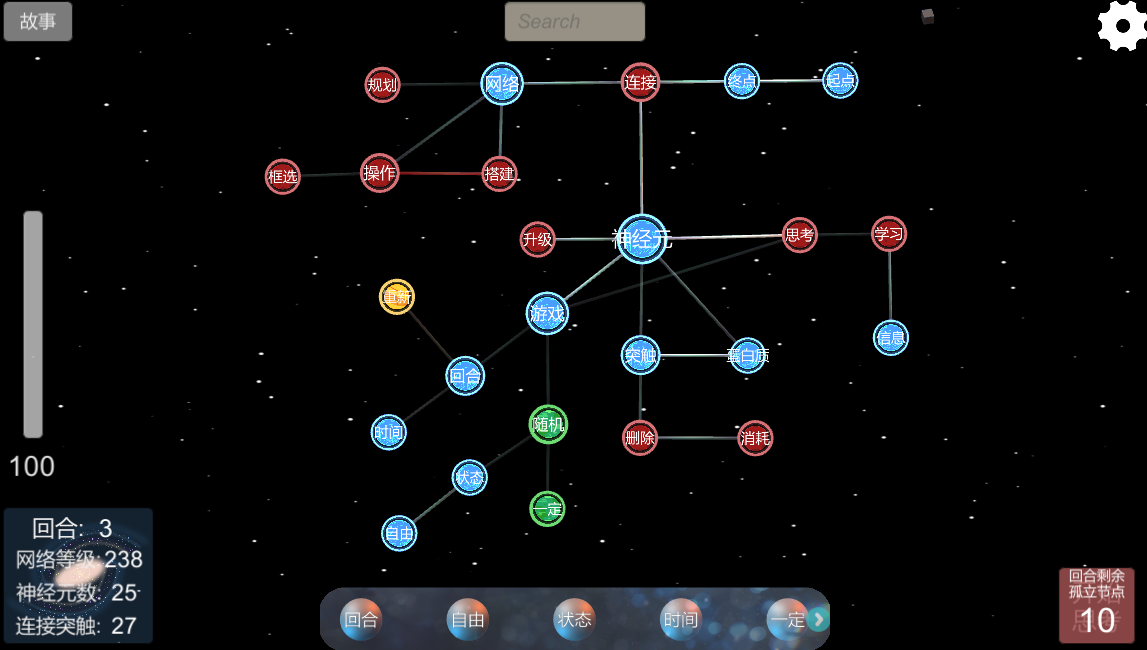 故事
Search
规划
网络
连接
终点
起点
框选
操作
搭建
升级
神经元
思考
学习
重新
游戏
信息
回合
突触
蛋白质
时间
随机
删除
消耗
状态
一定
自由
100
回合: 3
网络等级:238
神经元数: 25
连接突触: 27
回合
自由
状态
时间
一定
回合剩余
孤立节点
10